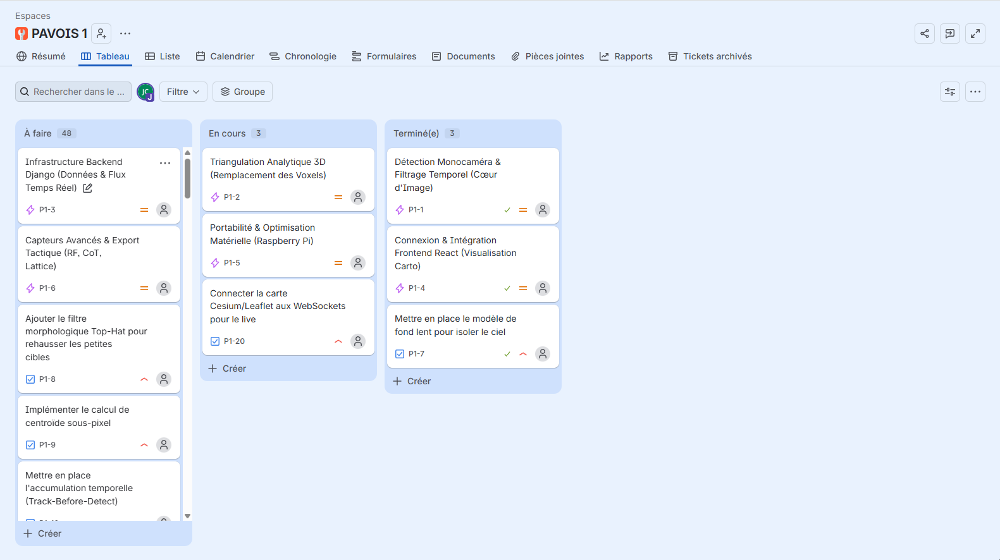 Espaces
PAVOIS 1
Résumé
Tableau
Liste
Calendrier
Chronologie
Formulaires
Documents
Pièces jointes
Rapports
Tickets archivés
Rechercher dans le ...
JC
J
Filtre
Groupe
À faire 48
Infrastructure Backend
Django (Données & Flux
Temps Réel)
P1-3
Capteurs Avancés & Export
Tactique (RF, CoT,
Lattice)
P1-6
Ajouter le filtre
morphologique Top-Hat pour
rehausser les petites
cibles
P1-8
Implémenter le calcul de
centroïde sous-pixel
P1-9
Mettre en place
l'accumulation temporelle
(Track-Before-Detect)
Créer
En cours 3
Triangulation Analytique 3D
(Remplacement des Voxels)
P1-2
Portabilité & Optimisation
Matérielle (Raspberry Pi)
P1-5
Connecter la carte
Cesium/Leaflet aux WebSockets
pour le live
P1-20
Créer
Terminé(e) 3
Détection Monocaméra &
Filtrage Temporel (Cœur
d'Image)
P1-1
Connexion & Intégration
Frontend React (Visualisation
Carto)
P1-4
Mettre en place le modèle de
fond lent pour isoler le ciel
P1-7
Créer